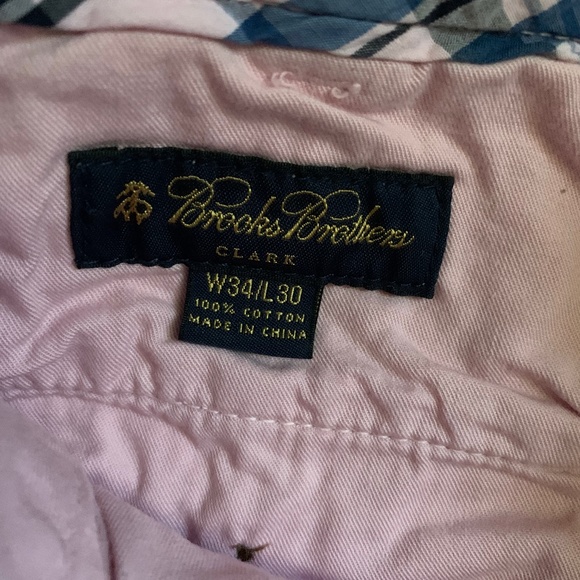 Brooks Brothers
CLARK
W34/L30
100% COTTON
MADE IN CHINA